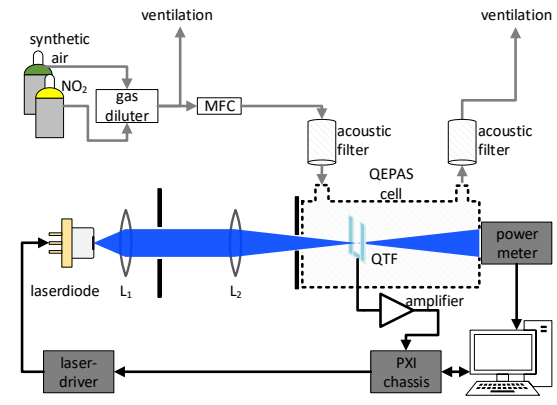 ventilation
ventilation
synthetic
air
NO2
gas
diluter
MFC
acoustic
filter
acoustic
filter
QEPAS
cell
QTF
power
meter
laserdiode
L1
L2
amplifier
laser-
driver
PXI
chassis